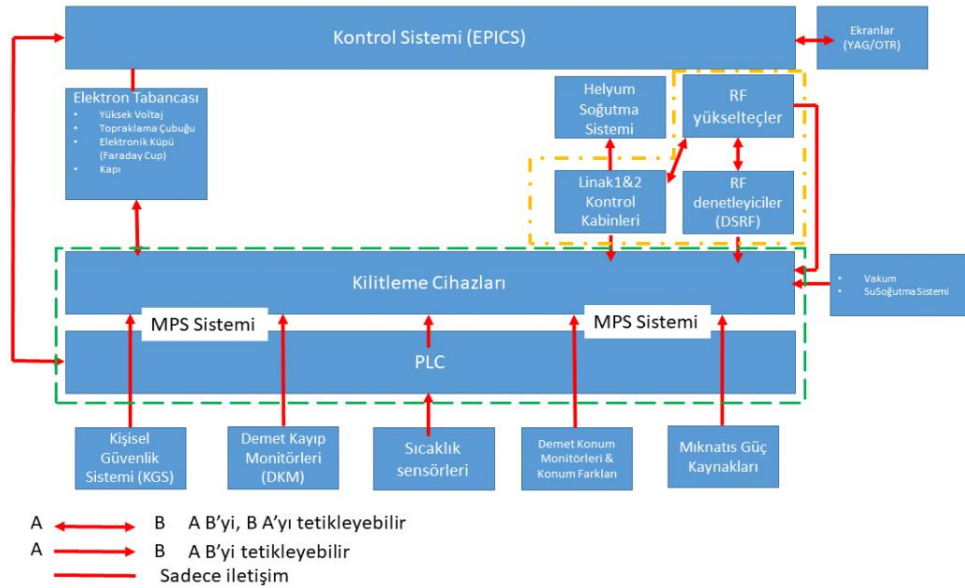 Kontrol Sistemi (EPICS)
Ekranlar
(YAG/OTR)
Elektron Tabancası
• Yüksek Voltaj
• Topraklama Çubuğu
• Elektronik Küpü
(Faraday Cup)
• Kapı
Helyum
Soğutma
Sistemi
RF
yükselteçler
Linak1&2
Kontrol
Kabinleri
RF
denetleyiciler
(DSRF)
Kilitleme Cihazları
• Vakum
• SuSoğutma Sistemi
MPS Sistemi
MPS Sistemi
PLC
Kişisel
Güvenlik
Sistemi (KGS)
Demet Kayıp
Monitörleri
(DKM)
Sıcaklık
sensörleri
Demet Konum
Monitörleri &
Konum Farkları
Mıknatıs Güç
Kaynakları
A B A B'yi, B A'yı tetikleyebilir
A B A B'yi tetikleyebilir
Sadece iletişim